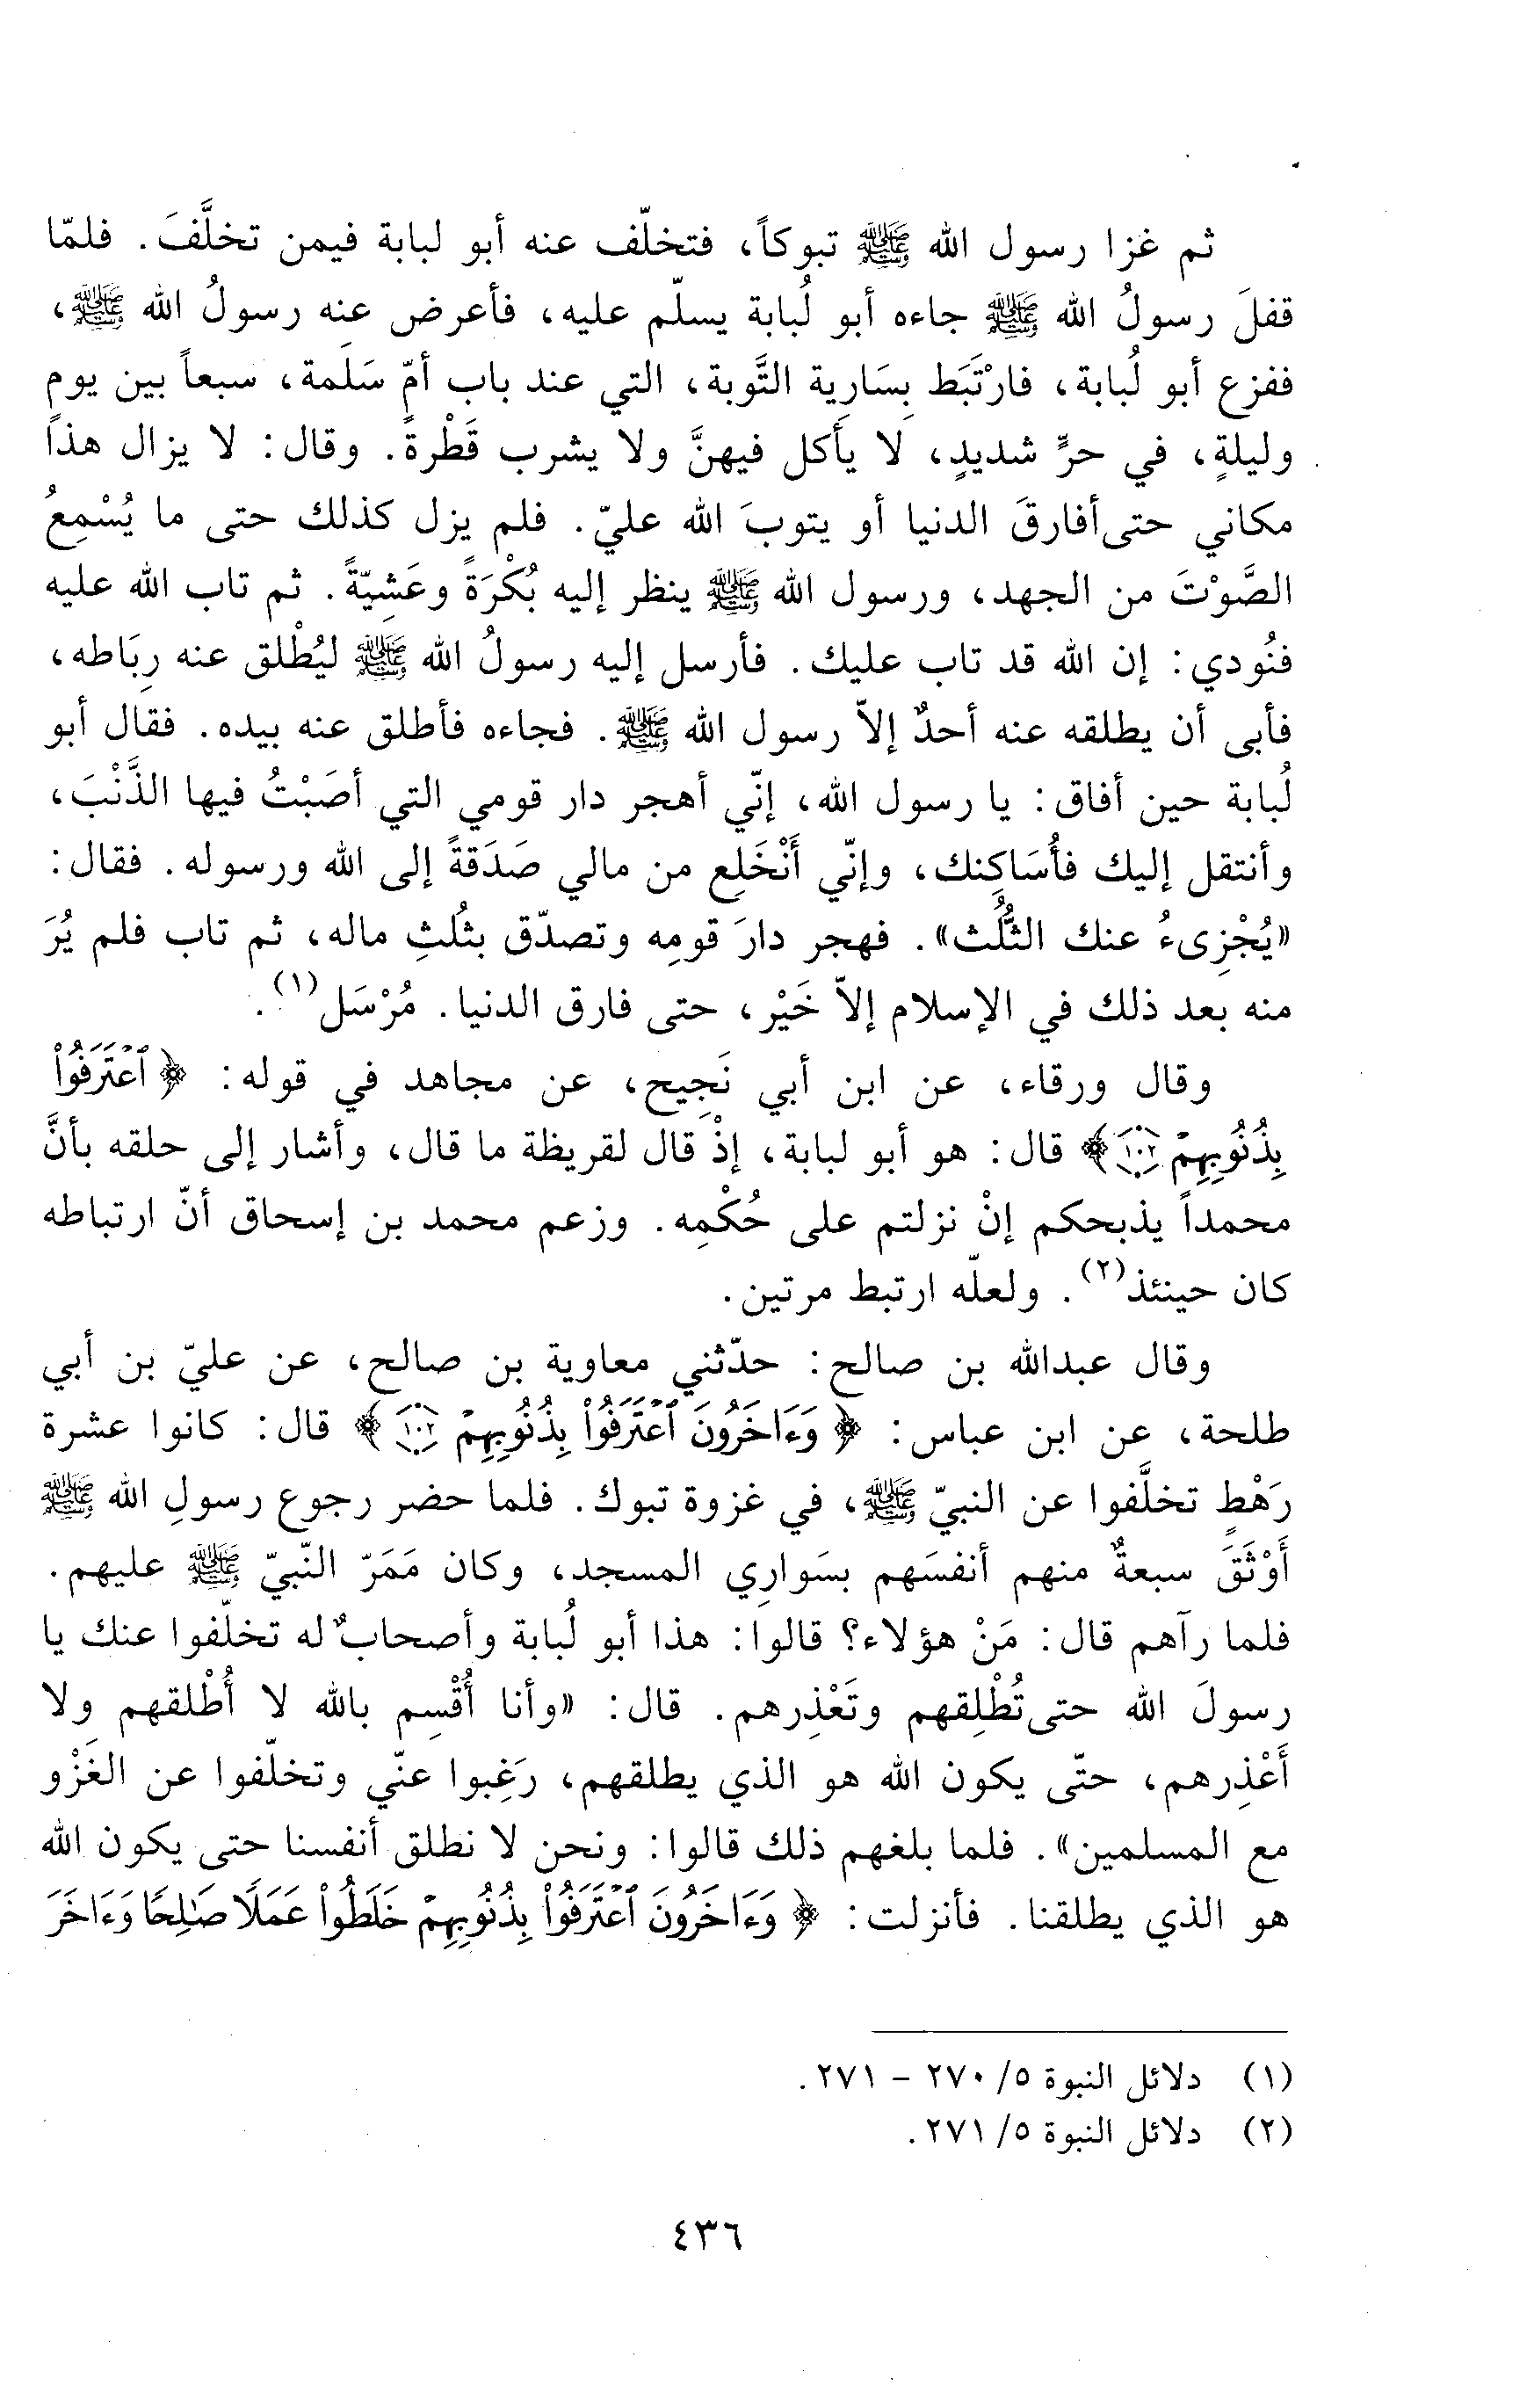 ثم غزا رسول الله ﷺ تبوكاً، فتخلّف عنه أبو لبابة فيمن تخلَّفَ. فلمّا
قفلَ رسولُ الله ﷺ جاءه أبو لُبابة يسلّم عليه، فأعرض عنه رسولُ الله ﷺ،
ففزع أبو لُبابة، فارْتَبَط بِسَارِية التَّوبة، التي عند باب أمّ سَلَمة، سبعاً بين يوم
وليلةٍ، في حرٍّ شديدٍ، لا يأكل فيهنَّ ولا يشرب قَطْرةً. وقال: لا يزال هذا
مكاني حتى أفارقَ الدنيا أو يتوبَ الله عليّ. فلم يزل كذلك حتى ما يُسْمِعُ
الصَّوْتَ من الجهد، ورسول الله ﷺ ينظر إليه بُكْرَةً وعَشِيّةً. ثم تاب الله عليه
فنُودي: إن الله قد تاب عليك. فأرسل إليه رسولُ الله ﷺ ليُطْلق عنه رِبَاطه،
فأبى أن يطلقه عنه أحدٌ إلاّ رسول الله ﷺ. فجاءه فأطلق عنه بيده. فقال أبو
لُبابة حين أفاق: يا رسول الله، إنّي أهجر دار قومي التي أصَبْتُ فيها الذَّنْبَ،
وأنتقل إليك فأُسَاكِنك، وإنّي أَنْخَلِع من مالي صَدَقةً إلى الله ورسوله. فقال:
«يُجْزِىءُ عنك الثُّلُث». فهجر دارَ قومِه وتصدّق بثُلُثِ ماله، ثم تاب فلم يُرَ
منه بعد ذلك في الإسلام إلاّ خَيْر، حتى فارق الدنيا. مُرْسَل(١).
وقال ورقاء، عن ابن أبي نَجِيح، عن مجاهد في قوله: ﴿ ٱعْتَرَفُوا۟
بِذُنُوبِهِمْ ١٠٢ ﴾ قال: هو أبو لبابة، إذْ قال لقريظة ما قال، وأشار إلى حلقه بأنَّ
محمداً يذبحكم إنْ نزلتم على حُكْمِه. وزعم محمد بن إسحاق أنّ ارتباطه
كان حينئذ(٢). ولعلّه ارتبط مرتين.
وقال عبدالله بن صالح: حدّثني معاوية بن صالح، عن عليّ بن أبي
طلحة، عن ابن عباس: ﴿ وَءَاخَرُونَ ٱعْتَرَفُوا۟ بِذُنُوبِهِمْ ١٠٢ ﴾ قال: كانوا عشرة
رَهْطٍ تخلَّفوا عن النبيّ ﷺ، في غزوة تبوك. فلما حضر رجوع رسولِ الله ﷺ
أَوْثَقَ سبعةٌ منهم أنفسَهم بسَوارِي المسجد، وكان مَمَرّ النّبيّ ﷺ عليهم.
فلما رآهم قال: مَنْ هؤلاء؟ قالوا: هذا أبو لُبابة وأصحابٌ له تخلّفوا عنك يا
رسولَ الله حتى تُطْلِقهم وتَعْذِرهم. قال: «وأنا أُقْسِم بالله لا أُطْلقهم ولا
أَعْذِرهم، حتّى يكون الله هو الذي يطلقهم، رَغِبوا عنّي وتخلّفوا عن الغَزْو
مع المسلمين». فلما بلغهم ذلك قالوا: ونحن لا نطلق أنفسنا حتى يكون الله
هو الذي يطلقنا. فأنزلت: ﴿ وَءَاخَرُونَ ٱعْتَرَفُوا۟ بِذُنُوبِهِمْ خَلَطُوا۟ عَمَلًا صَٰلِحًا وَءَاخَرَ
(١) دلائل النبوة ٥/ ٢٧٠ - ٢٧١.
(٢) دلائل النبوة ٥/ ٢٧١.
٤٣٦